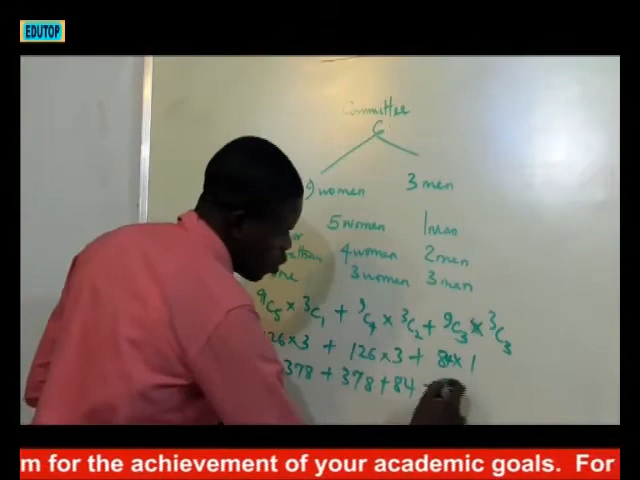 EDUTOP
Committee
6
9 women 3 men
5 women 1 man
4 women 2 men
3 women 3 men
⁹C₅ × ³C₁ + ⁹C₄ × ³C₂ + ⁹C₃ × ³C₃
126 × 3 + 126 × 3 + 84 × 1
378 + 378 + 84
m for the achievement of your academic goals. For